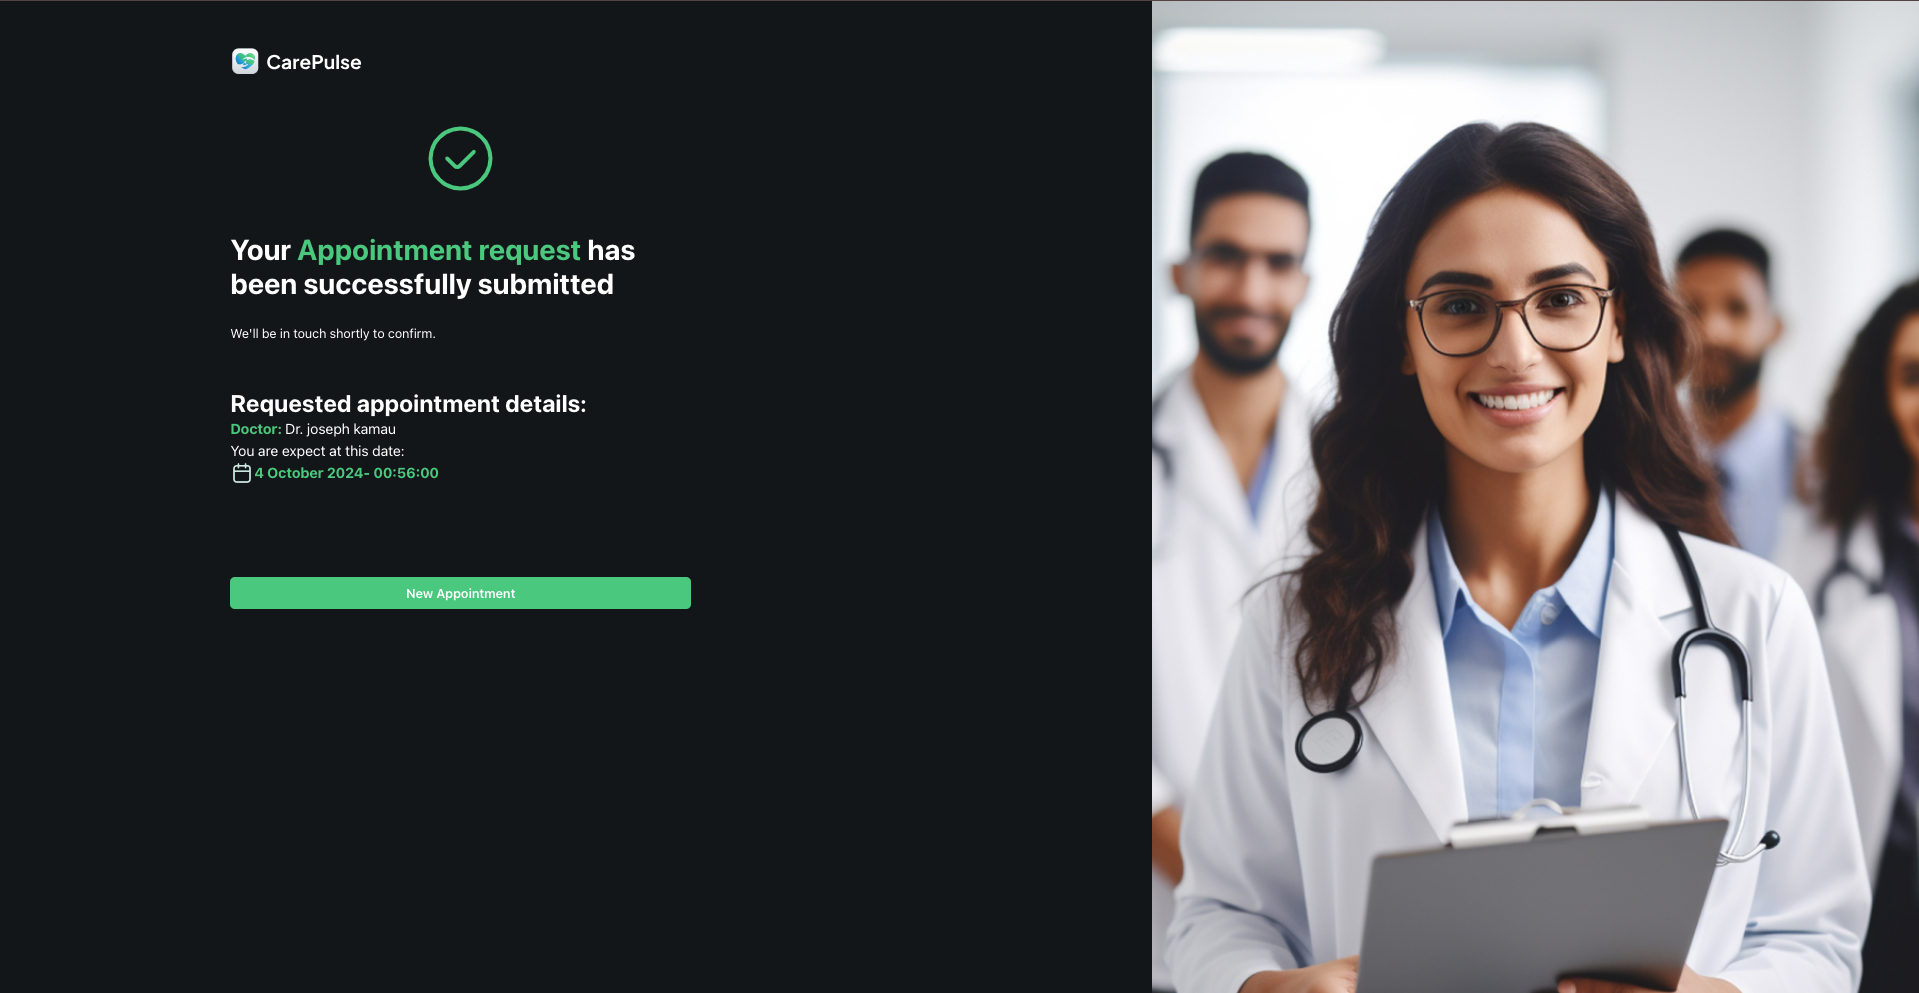 CarePulse
Your Appointment request has
been successfully submitted
We'll be in touch shortly to confirm.
Requested appointment details:
Doctor: Dr. joseph kamau
You are expect at this date:
4 October 2024- 00:56:00
New Appointment